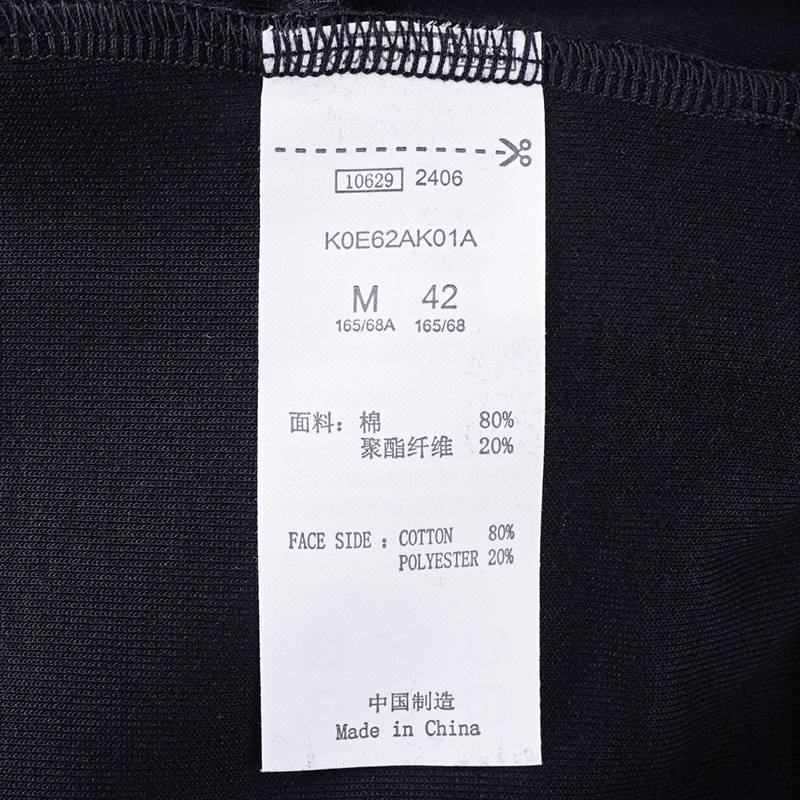 10629 2406
K0E62AK01A
M 42
165/68A 165/68
面料：棉 80%
聚酯纤维 20%
FACE SIDE : COTTON 80%
POLYESTER 20%
中国制造
Made in China